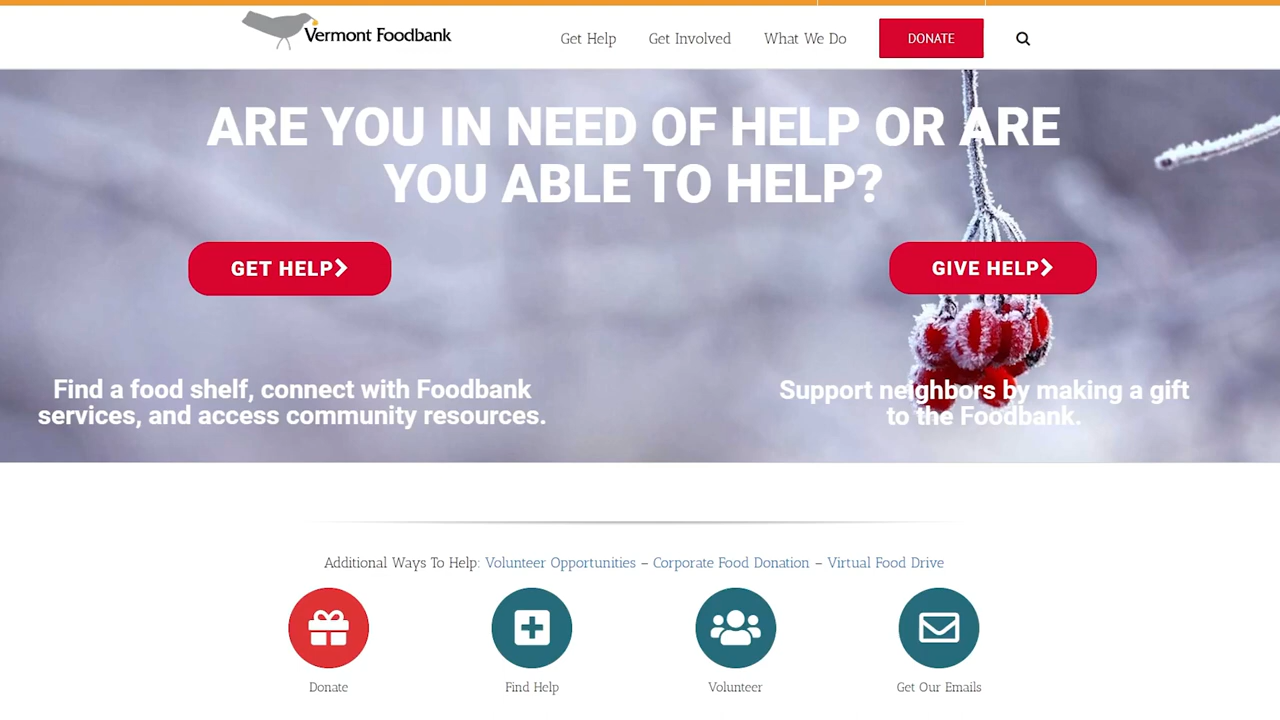 Vermont Foodbank
Get Help
Get Involved
What We Do
DONATE
ARE YOU IN NEED OF HELP OR ARE
YOU ABLE TO HELP?
GET HELP
GIVE HELP
Find a food shelf, connect with Foodbank
services, and access community resources.
Support neighbors by making a gift
to the Foodbank.
Additional Ways To Help: Volunteer Opportunities – Corporate Food Donation – Virtual Food Drive
Donate
Find Help
Volunteer
Get Our Emails